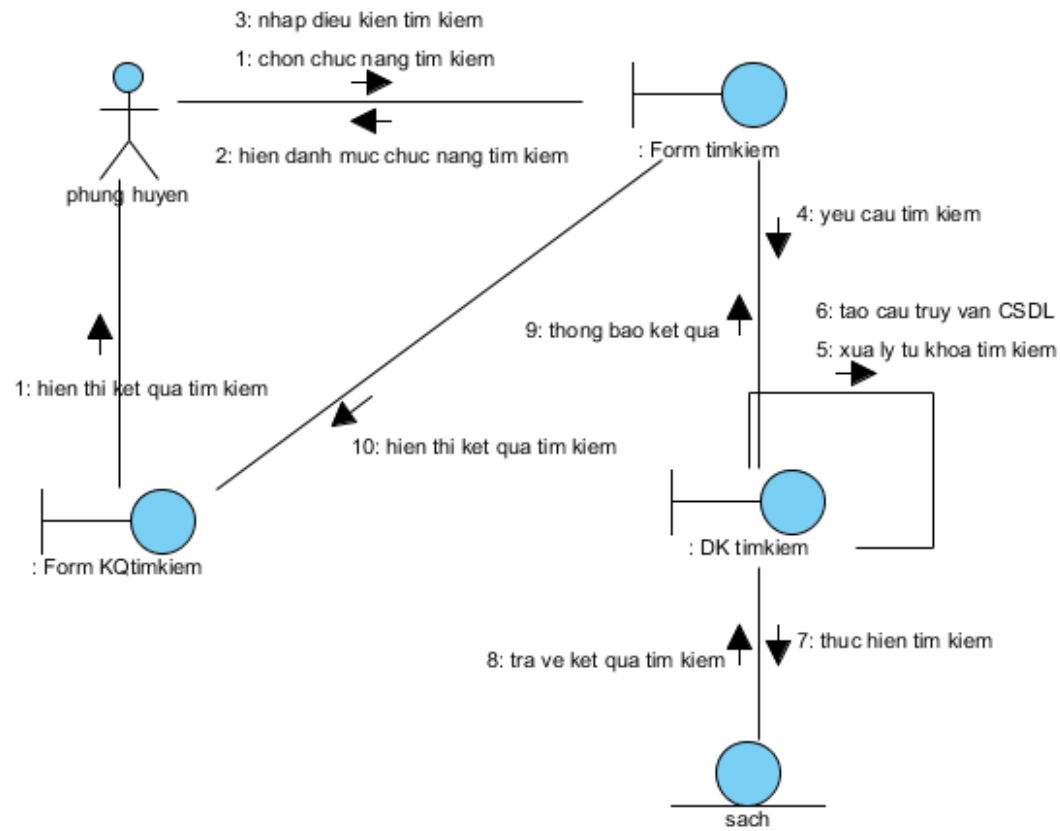 3: nhap dieu kien tim kiem
1: chon chuc nang tim kiem
2: hien danh muc chuc nang tim kiem
: Form timkiem
phung huyen
4: yeu cau tim kiem
6: tao cau truy van CSDL
9: thong bao ket qua
5: xua ly tu khoa tim kiem
1: hien thi ket qua tim kiem
10: hien thi ket qua tim kiem
: DK timkiem
: Form KQtimkiem
7: thuc hien tim kiem
8: tra ve ket qua tim kiem
sach